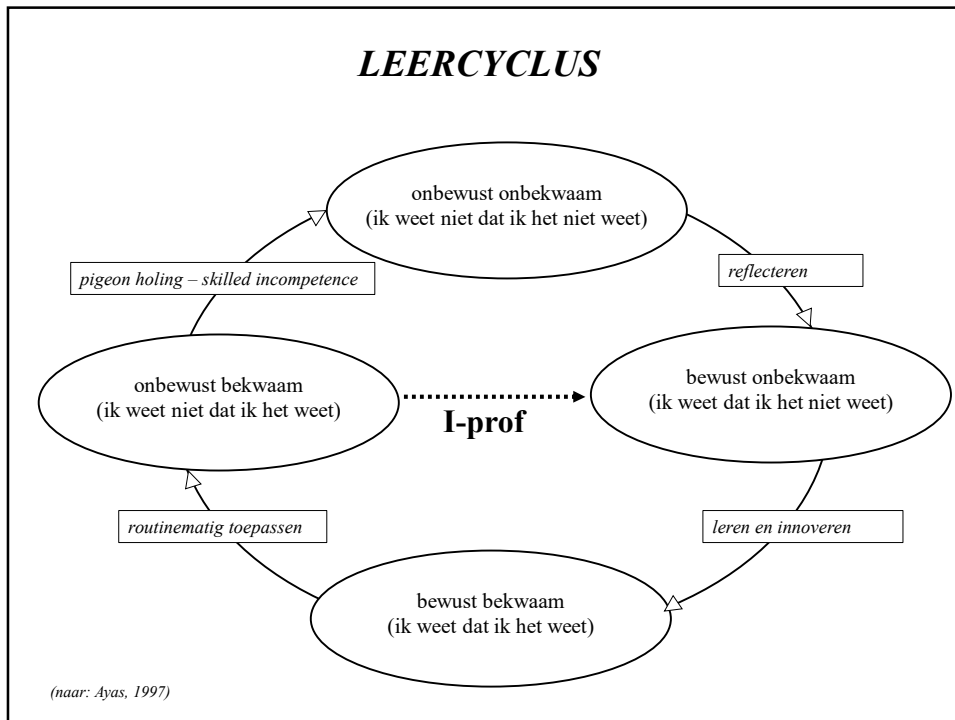 LEERCYCLUS
onbewust onbekwaam
(ik weet niet dat ik het niet weet)
pigeon holing – skilled incompetence
reflecteren
onbewust bekwaam
(ik weet niet dat ik het weet)
I-prof
bewust onbekwaam
(ik weet dat ik het niet weet)
routinematig toepassen
leren en innoveren
bewust bekwaam
(ik weet dat ik het weet)
(naar: Ayas, 1997)